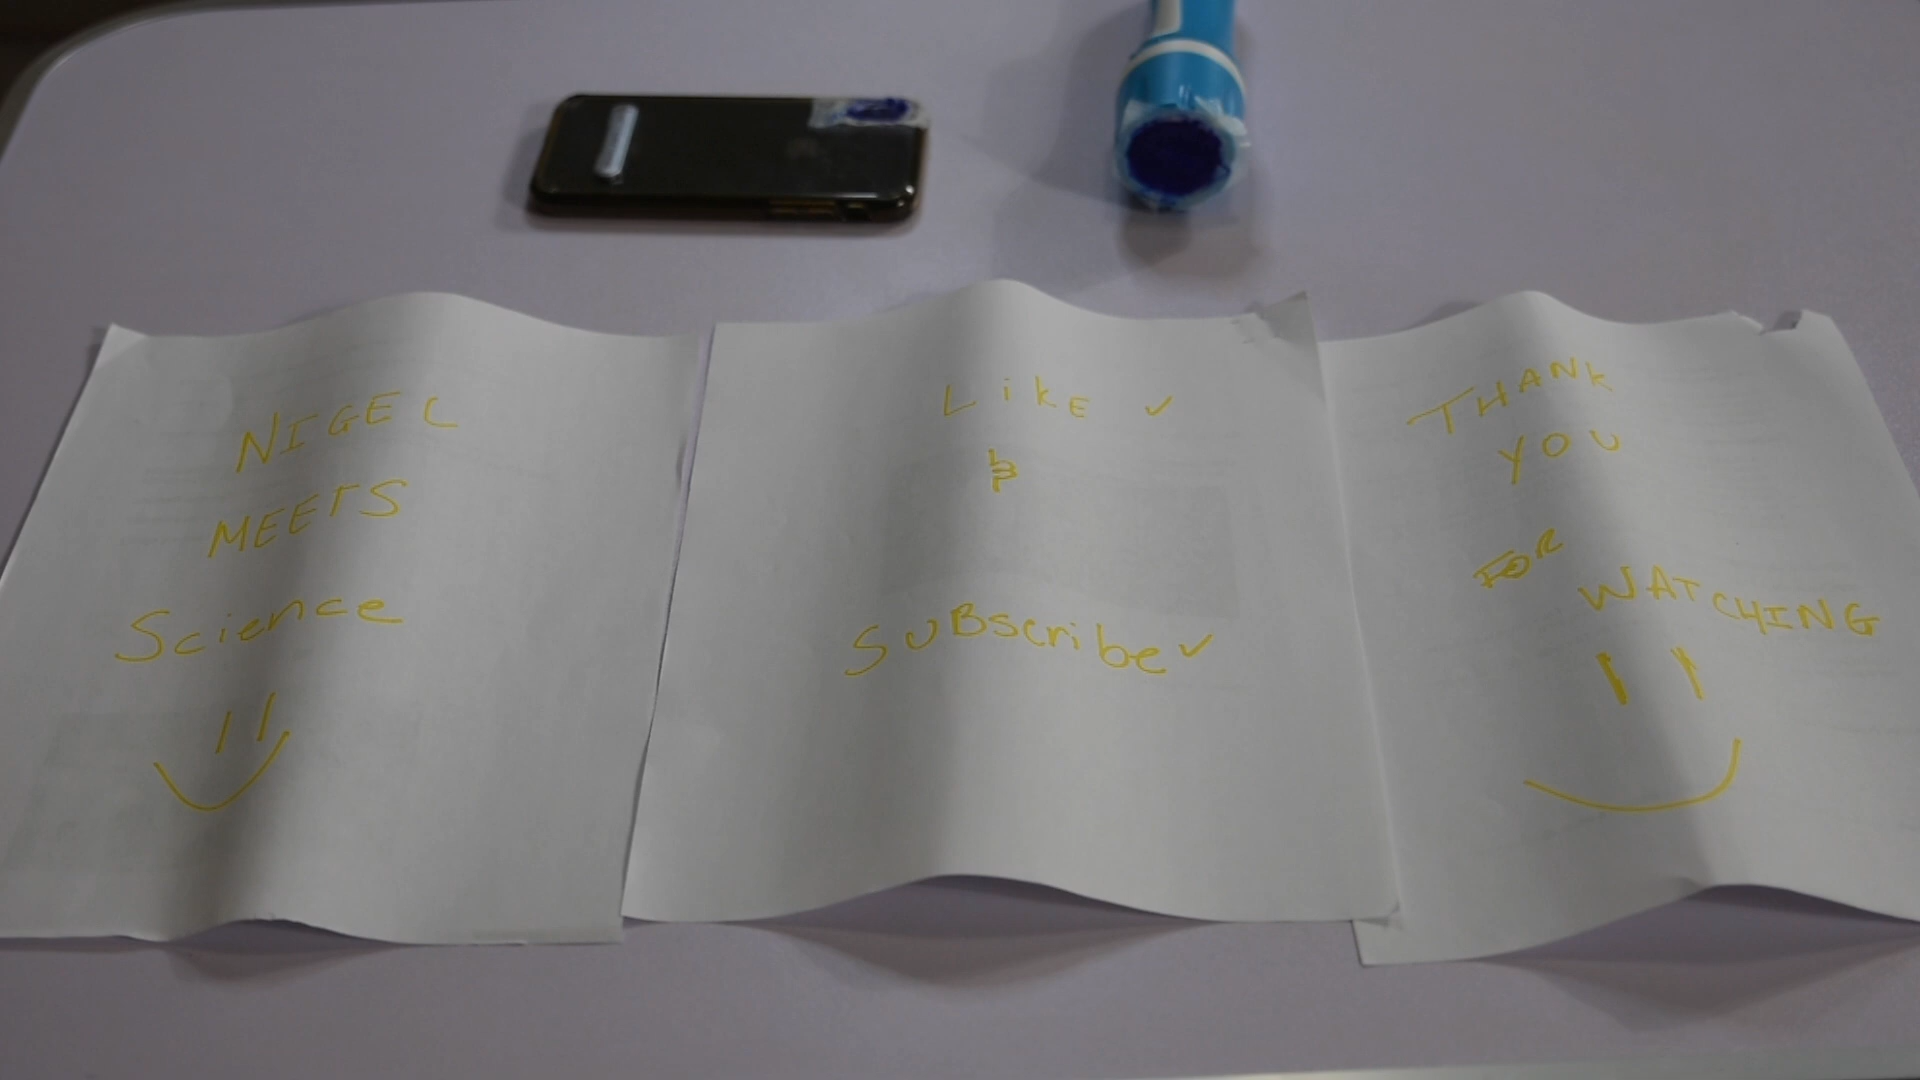 NIGEL
MEETS
Science
Like ✓
&
SUBscribe ✓
THANK
YOU
FOR
WATCHING